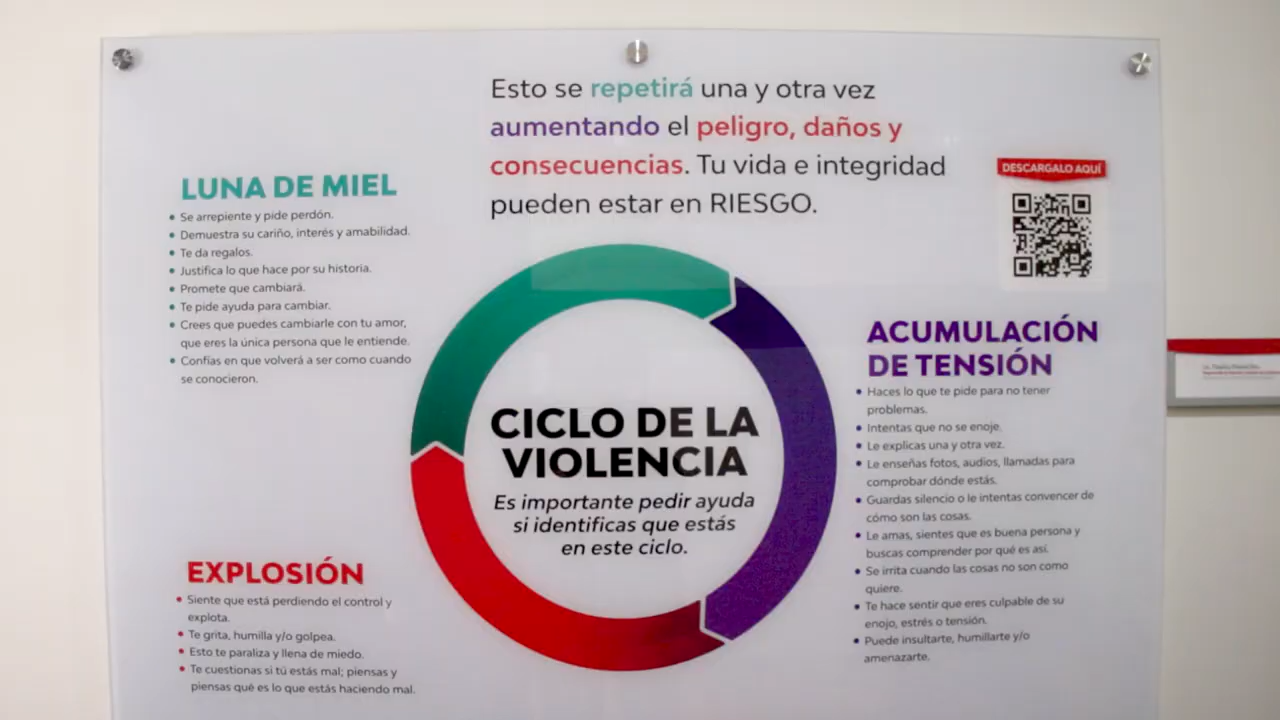 Esto se repetirá una y otra vez
aumentando el peligro, daños y
consecuencias. Tu vida e integridad
pueden estar en RIESGO.
DESCARGALO AQUÍ
LUNA DE MIEL
• Se arrepiente y pide perdón.
• Demuestra su cariño, interés y amabilidad.
• Te da regalos.
• Justifica lo que hace por su historia.
• Promete que cambiará.
• Te pide ayuda para cambiar.
• Crees que puedes cambiarle con tu amor,
que eres la única persona que le entiende.
• Confías en que volverá a ser como cuando
se conocieron.
ACUMULACIÓN
DE TENSIÓN
• Haces lo que te pide para no tener
problemas.
• Intentas que no se enoje.
• Le explicas una y otra vez.
• Le enseñas fotos, audios, llamadas para
comprobar dónde estás.
• Guardas silencio o le intentas convencer de
cómo son las cosas.
• Le amas, sientes que es buena persona y
buscas comprender por qué es así.
• Se irrita cuando las cosas no son como
quiere.
• Te hace sentir que eres culpable de su
enojo, estrés o tensión.
• Puede insultarte, humillarte y/o
amenazarte.
CICLO DE LA
VIOLENCIA
Es importante pedir ayuda
si identificas que estás
en este ciclo.
EXPLOSIÓN
• Siente que está perdiendo el control y
explota.
• Te grita, humilla y/o golpea.
• Esto te paraliza y llena de miedo.
• Te cuestionas si tú estás mal; piensas y
piensas qué es lo que estás haciendo mal.